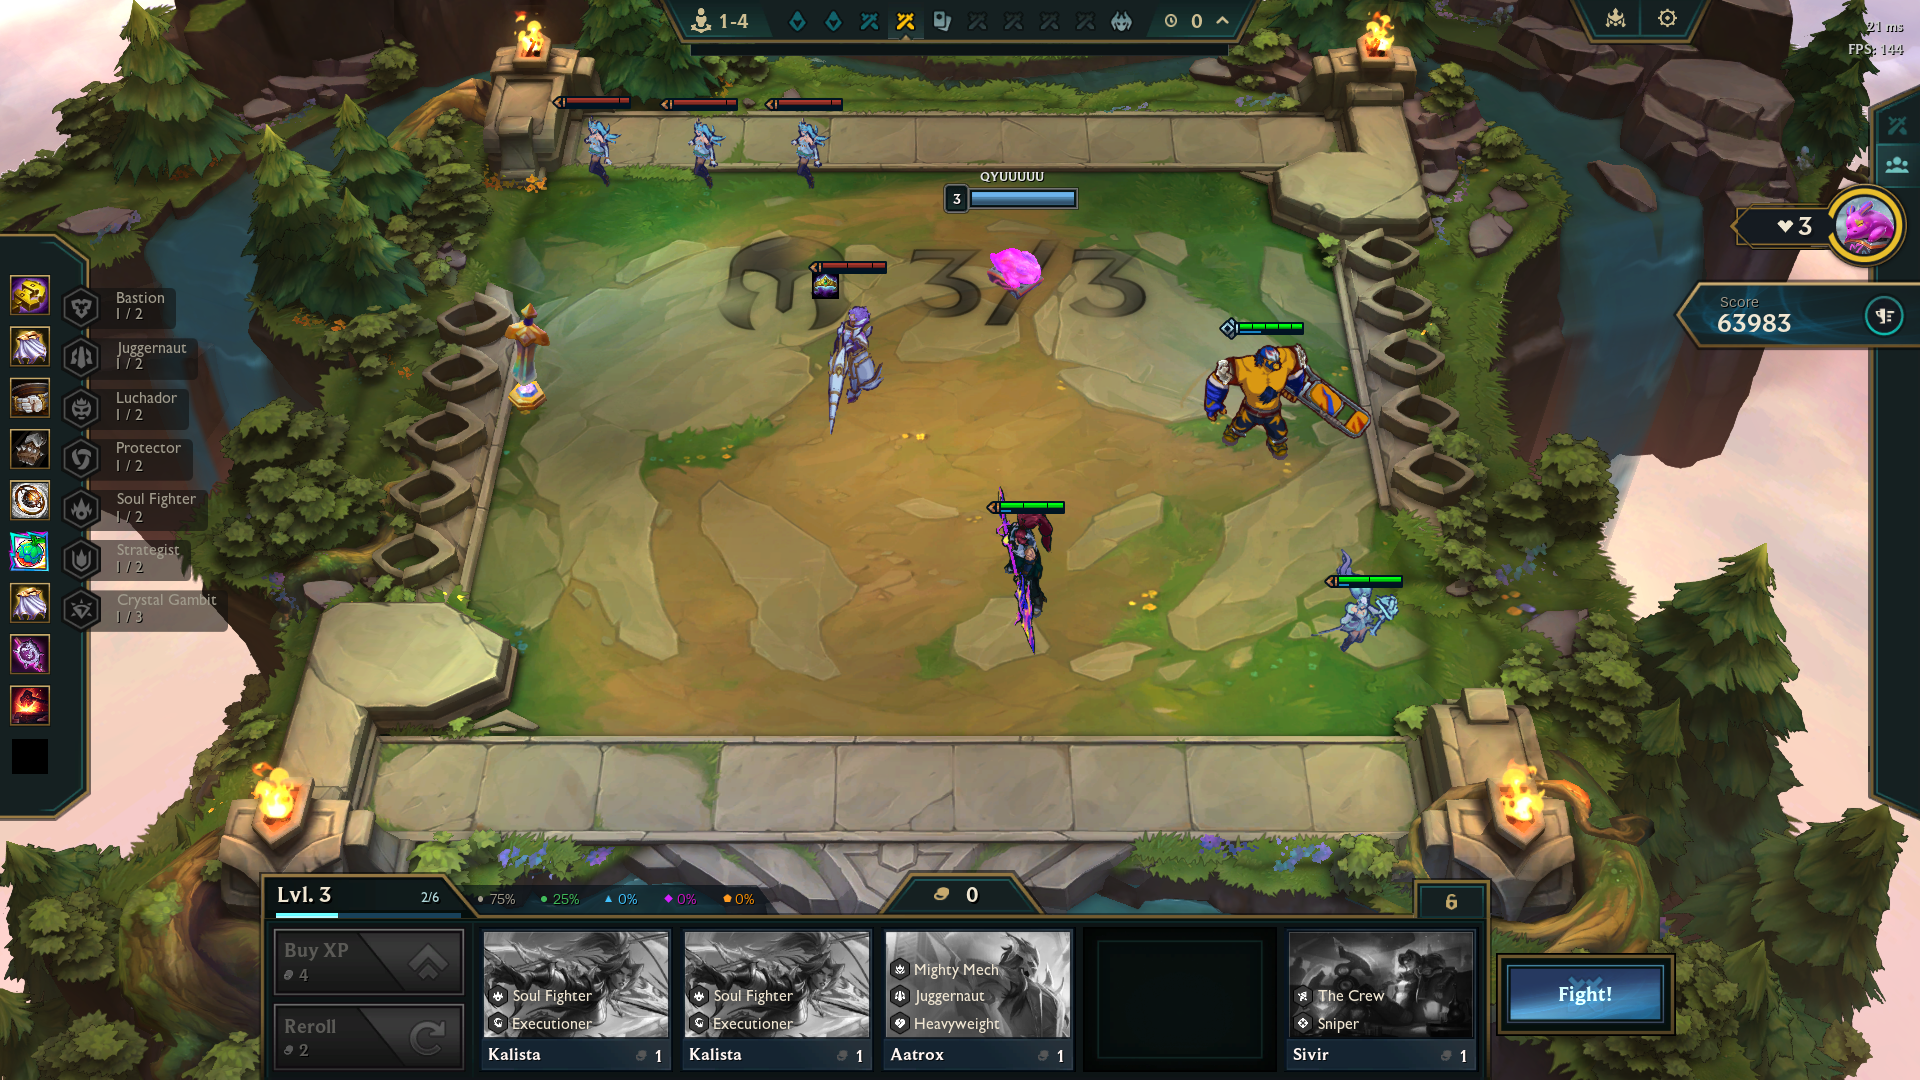 1-4
0
21 ms
FPS: 144
QYUUUUU
3
3/3
3
Score
63983
Bastion
1 / 2
Juggernaut
1 / 2
Luchador
1 / 2
Protector
1 / 2
Soul Fighter
1 / 2
Strategist
1 / 2
Crystal Gambit
1 / 3
Lvl. 3
2/6
75%
25%
0%
0%
0%
0
6
Buy XP
4
Reroll
2
Soul Fighter
Executioner
Kalista
1
Soul Fighter
Executioner
Kalista
1
Mighty Mech
Juggernaut
Heavyweight
Aatrox
1
The Crew
Sniper
Sivir
1
Fight!